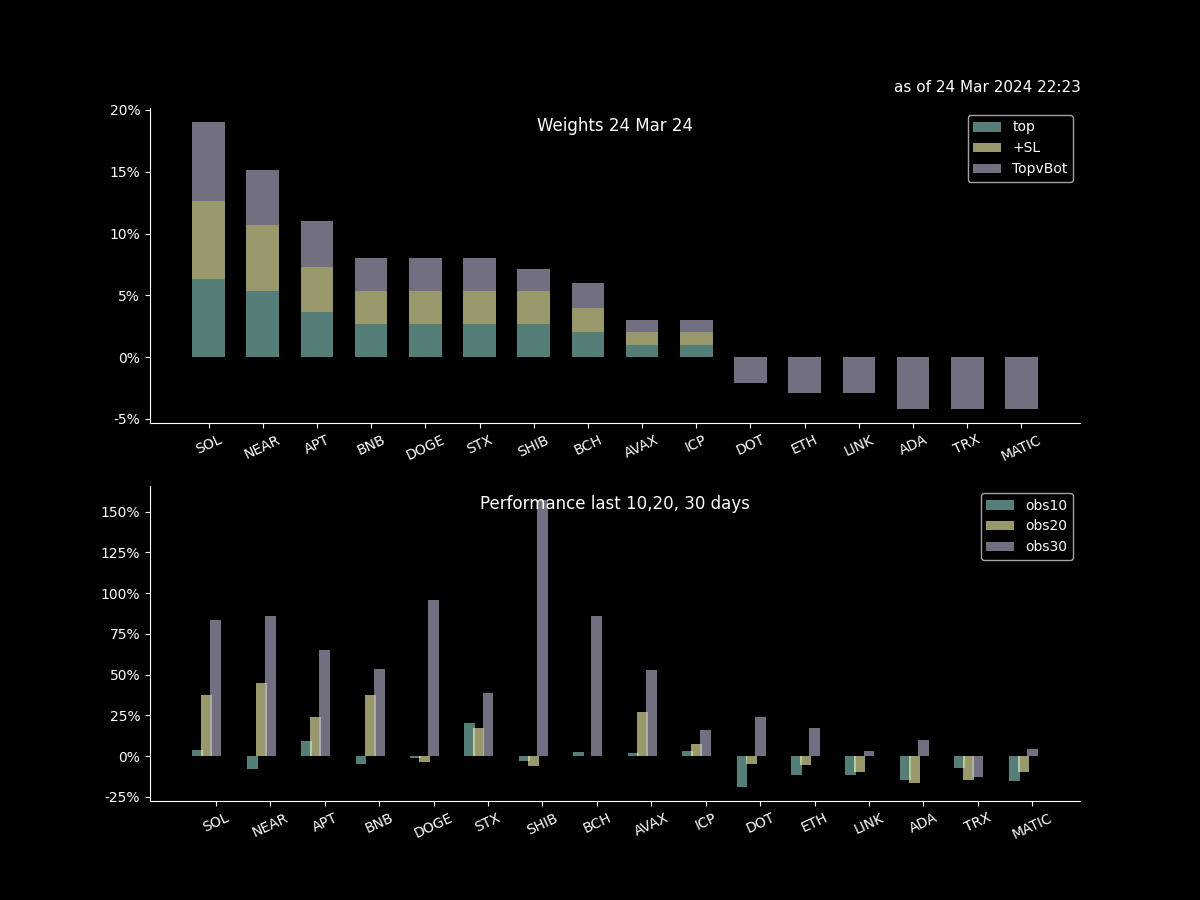 as of 24 Mar 2024 22:23
Weights 24 Mar 24
top
+SL
TopvBot
20%
15%
10%
5%
0%
-5%
SOL NEAR APT BNB DOGE STX SHIB BCH AVAX ICP DOT ETH LINK ADA TRX MATIC
Performance last 10,20, 30 days
obs10
obs20
obs30
150%
125%
100%
75%
50%
25%
0%
-25%
SOL NEAR APT BNB DOGE STX SHIB BCH AVAX ICP DOT ETH LINK ADA TRX MATIC